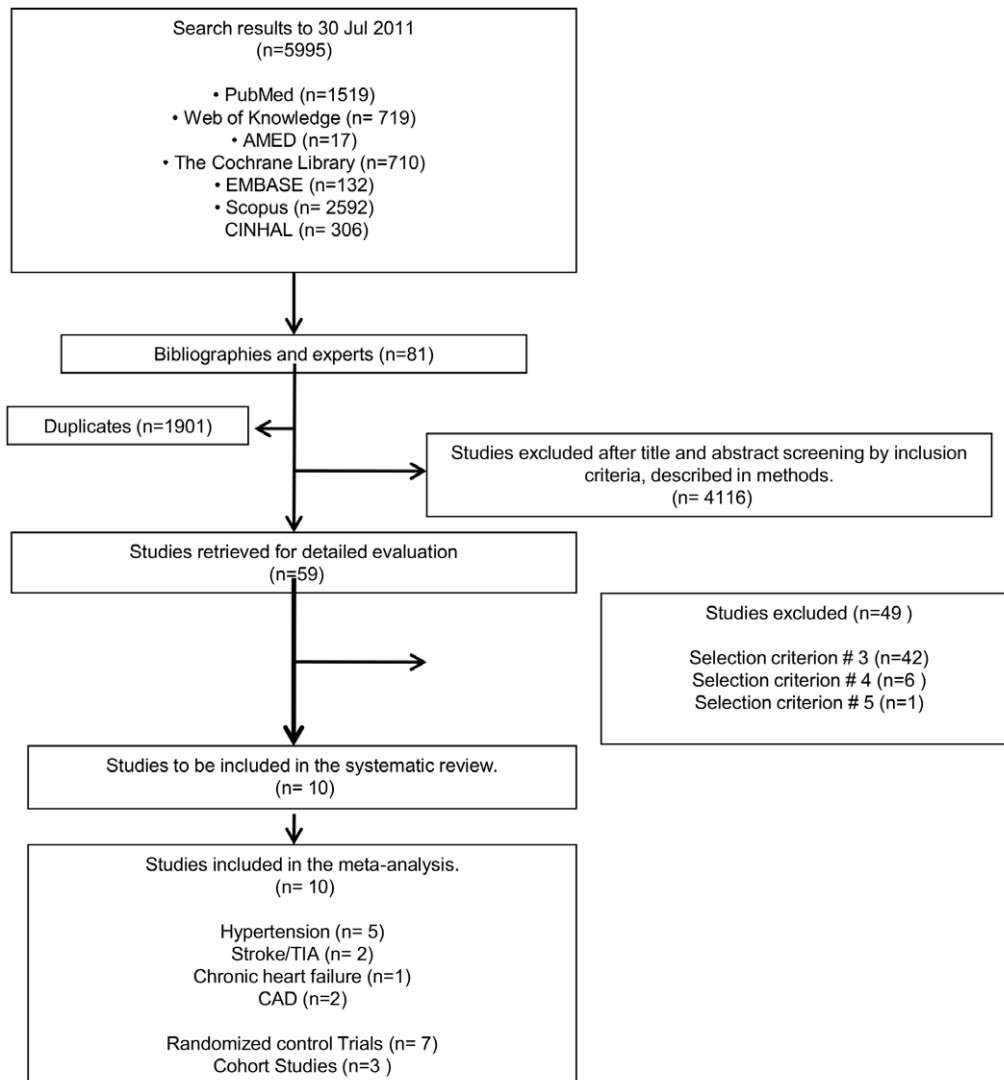 Search results to 30 Jul 2011
(n=5995)
• PubMed (n=1519)
• Web of Knowledge (n= 719)
• AMED (n=17)
• The Cochrane Library (n=710)
• EMBASE (n=132)
• Scopus (n= 2592)
CINHAL (n= 306)
Bibliographies and experts (n=81)
Duplicates (n=1901)
Studies excluded after title and abstract screening by inclusion
criteria, described in methods.
(n= 4116)
Studies retrieved for detailed evaluation
(n=59)
Studies excluded (n=49 )
Selection criterion # 3 (n=42)
Selection criterion # 4 (n=6 )
Selection criterion # 5 (n=1)
Studies to be included in the systematic review.
(n= 10)
Studies included in the meta-analysis.
(n= 10)
Hypertension (n= 5)
Stroke/TIA (n= 2)
Chronic heart failure (n=1)
CAD (n=2)
Randomized control Trials (n= 7)
Cohort Studies (n=3 )